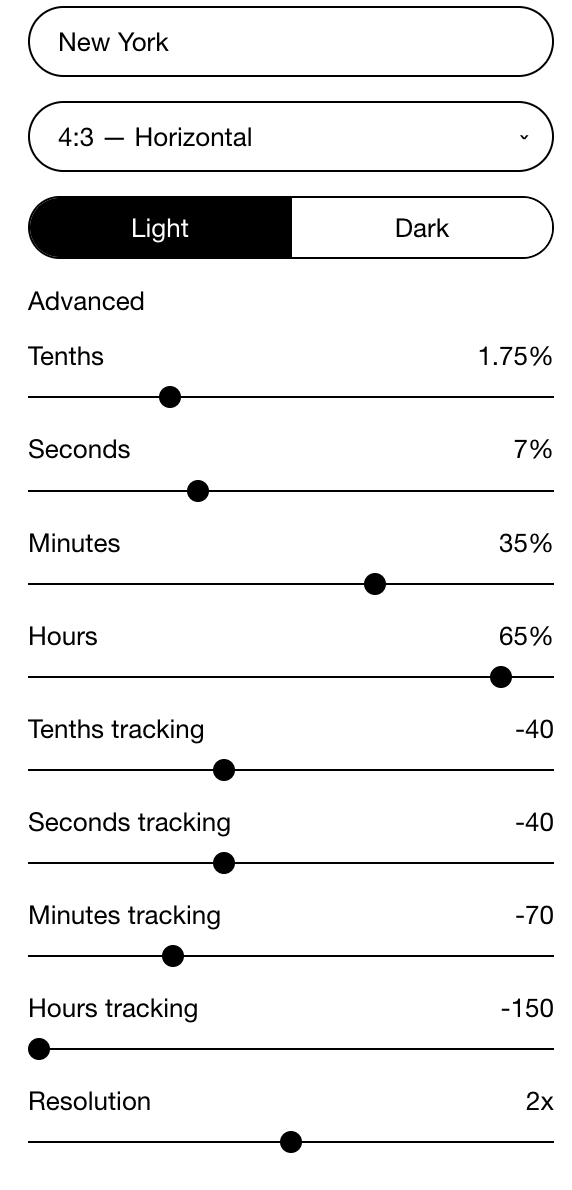 New York
4:3 — Horizontal
Light Dark
Advanced
Tenths 1.75%
Seconds 7%
Minutes 35%
Hours 65%
Tenths tracking -40
Seconds tracking -40
Minutes tracking -70
Hours tracking -150
Resolution 2x